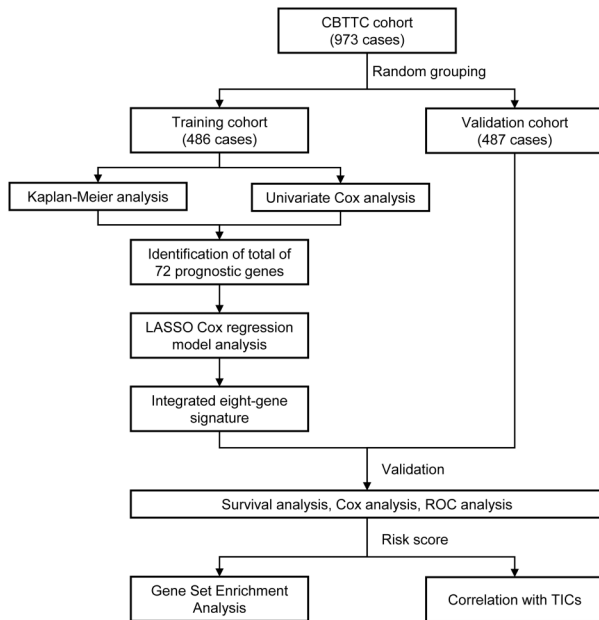 CBTTC cohort
(973 cases)
Random grouping
Training cohort
(486 cases)
Validation cohort
(487 cases)
Kaplan-Meier analysis
Univariate Cox analysis
Identification of total of
72 prognostic genes
LASSO Cox regression
model analysis
Integrated eight-gene
signature
Validation
Survival analysis, Cox analysis, ROC analysis
Risk score
Gene Set Enrichment
Analysis
Correlation with TICs